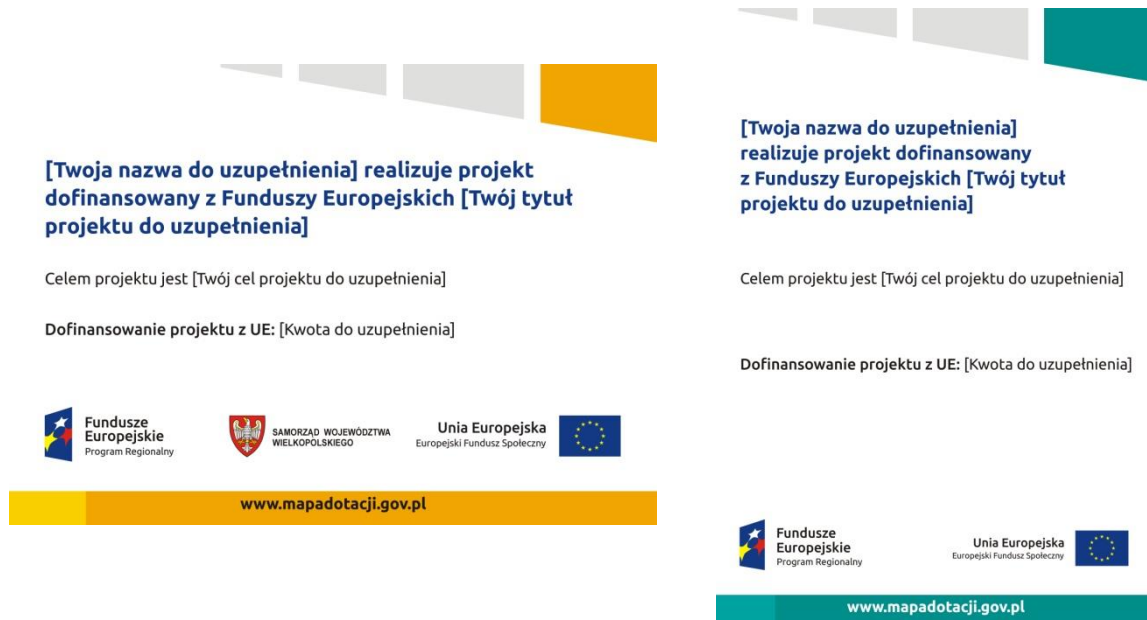 [Twoja nazwa do uzupełnienia] realizuje projekt
dofinansowany z Funduszy Europejskich [Twój tytuł
projektu do uzupełnienia]
Celem projektu jest [Twój cel projektu do uzupełnienia]
Dofinansowanie projektu z UE: [Kwota do uzupełnienia]
Fundusze
Europejskie
Program Regionalny
SAMORZĄD WOJEWÓDZTWA
WIELKOPOLSKIEGO
Unia Europejska
Europejski Fundusz Społeczny
www.mapadotacji.gov.pl
[Twoja nazwa do uzupełnienia]
realizuje projekt dofinansowany
z Funduszy Europejskich [Twój tytuł
projektu do uzupełnienia]
Celem projektu jest [Twój cel projektu do uzupełnienia]
Dofinansowanie projektu z UE: [Kwota do uzupełnienia]
Fundusze
Europejskie
Program Regionalny
Unia Europejska
Europejski Fundusz Społeczny
www.mapadotacji.gov.pl